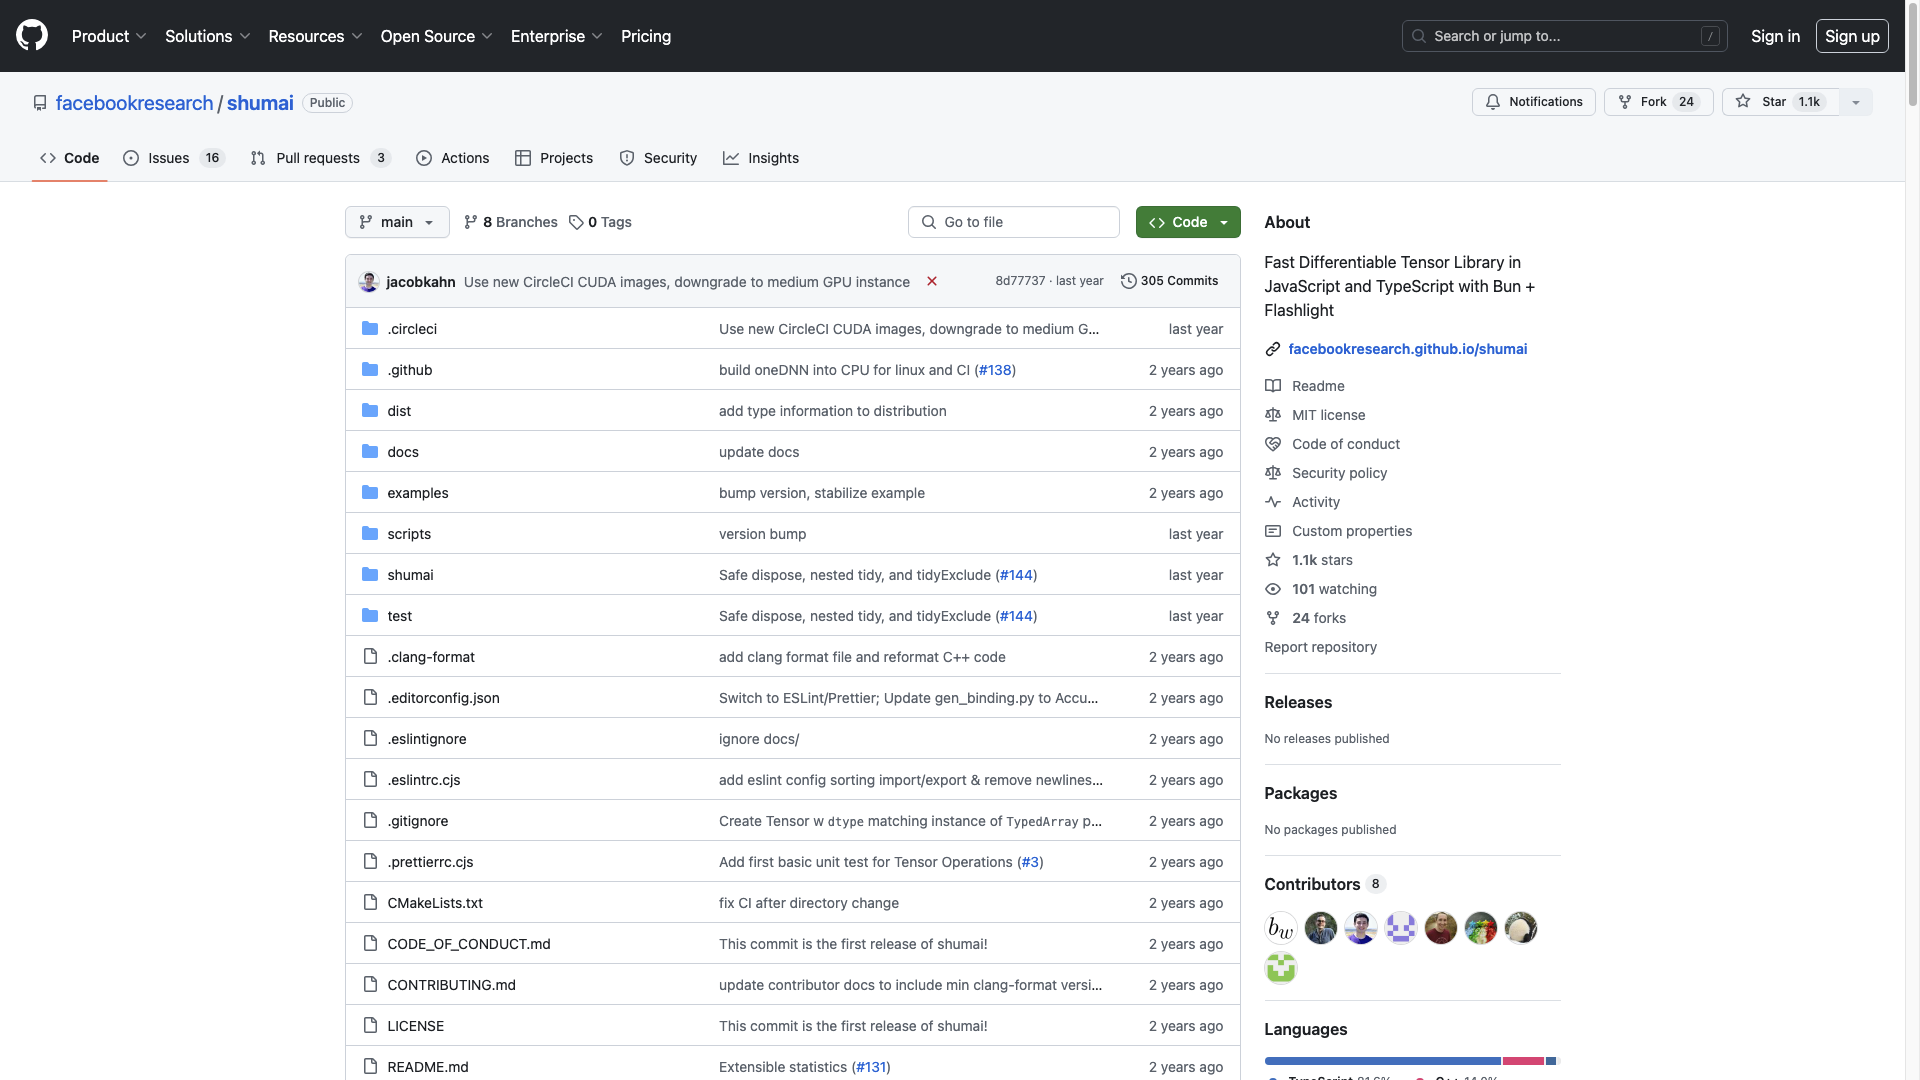 Product Solutions Resources Open Source Enterprise Pricing Search or jump to... / Sign in Sign up
facebookresearch / shumai Public Notifications Fork 24 Star 1.1k
Code Issues 16 Pull requests 3 Actions Projects Security Insights
main 8 Branches 0 Tags Go to file Code
jacobkahn Use new CircleCI CUDA images, downgrade to medium GPU instance 8d77737 · last year 305 Commits
.circleci Use new CircleCI CUDA images, downgrade to medium G... last year
.github build oneDNN into CPU for linux and CI (#138) 2 years ago
dist add type information to distribution 2 years ago
docs update docs 2 years ago
examples bump version, stabilize example 2 years ago
scripts version bump last year
shumai Safe dispose, nested tidy, and tidyExclude (#144) last year
test Safe dispose, nested tidy, and tidyExclude (#144) last year
.clang-format add clang format file and reformat C++ code 2 years ago
.editorconfig.json Switch to ESLint/Prettier; Update gen_binding.py to Accu... 2 years ago
.eslintignore ignore docs/ 2 years ago
.eslintrc.cjs add eslint config sorting import/export & remove newlines... 2 years ago
.gitignore Create Tensor w dtype matching instance of TypedArray p... 2 years ago
.prettierrc.cjs Add first basic unit test for Tensor Operations (#3) 2 years ago
CMakeLists.txt fix CI after directory change 2 years ago
CODE_OF_CONDUCT.md This commit is the first release of shumai! 2 years ago
CONTRIBUTING.md update contributor docs to include min clang-format versi... 2 years ago
LICENSE This commit is the first release of shumai! 2 years ago
README.md Extensible statistics (#131) 2 years ago
About
Fast Differentiable Tensor Library in
JavaScript and TypeScript with Bun +
Flashlight
facebookresearch.github.io/shumai
Readme
MIT license
Code of conduct
Security policy
Activity
Custom properties
1.1k stars
101 watching
24 forks
Report repository
Releases
No releases published
Packages
No packages published
Contributors 8
bw
Languages